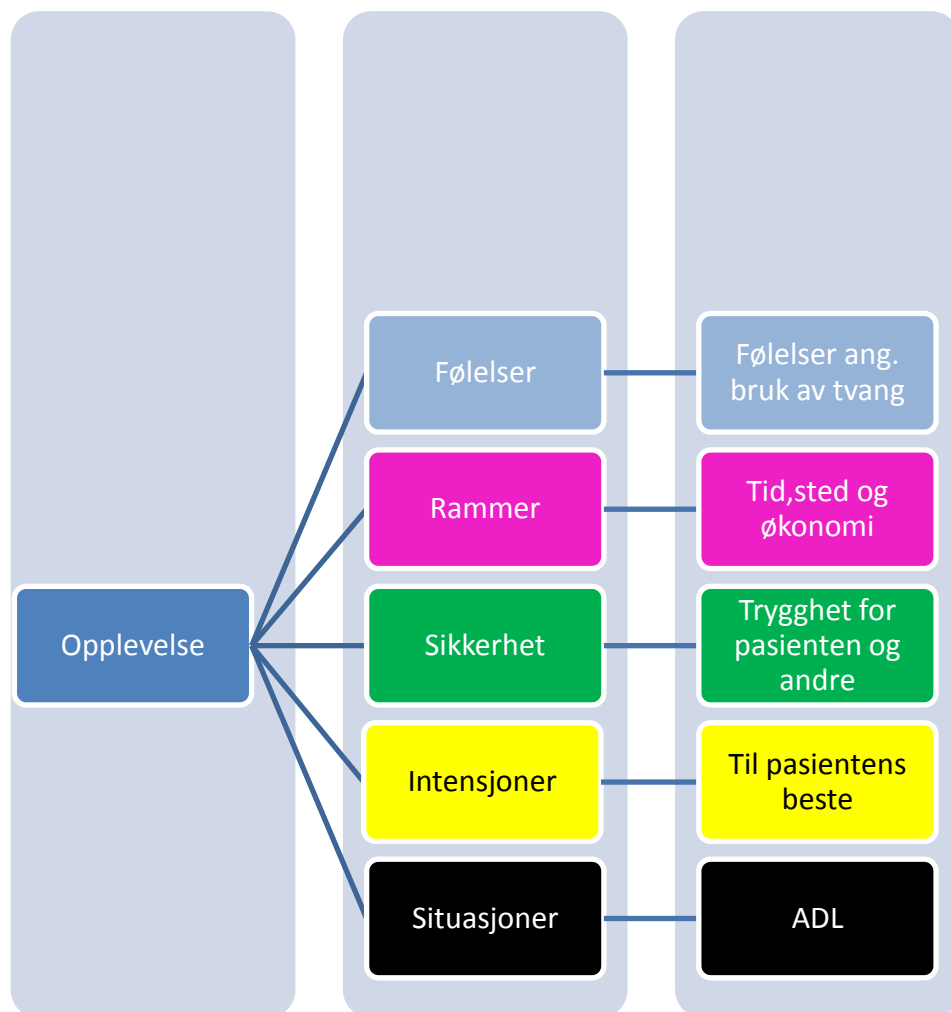 Følelser
Følelser ang.
bruk av tvang
Rammer
Tid,sted og
økonomi
Opplevelse
Sikkerhet
Trygghet for
pasienten og
andre
Intensjoner
Til pasientens
beste
Situasjoner
ADL